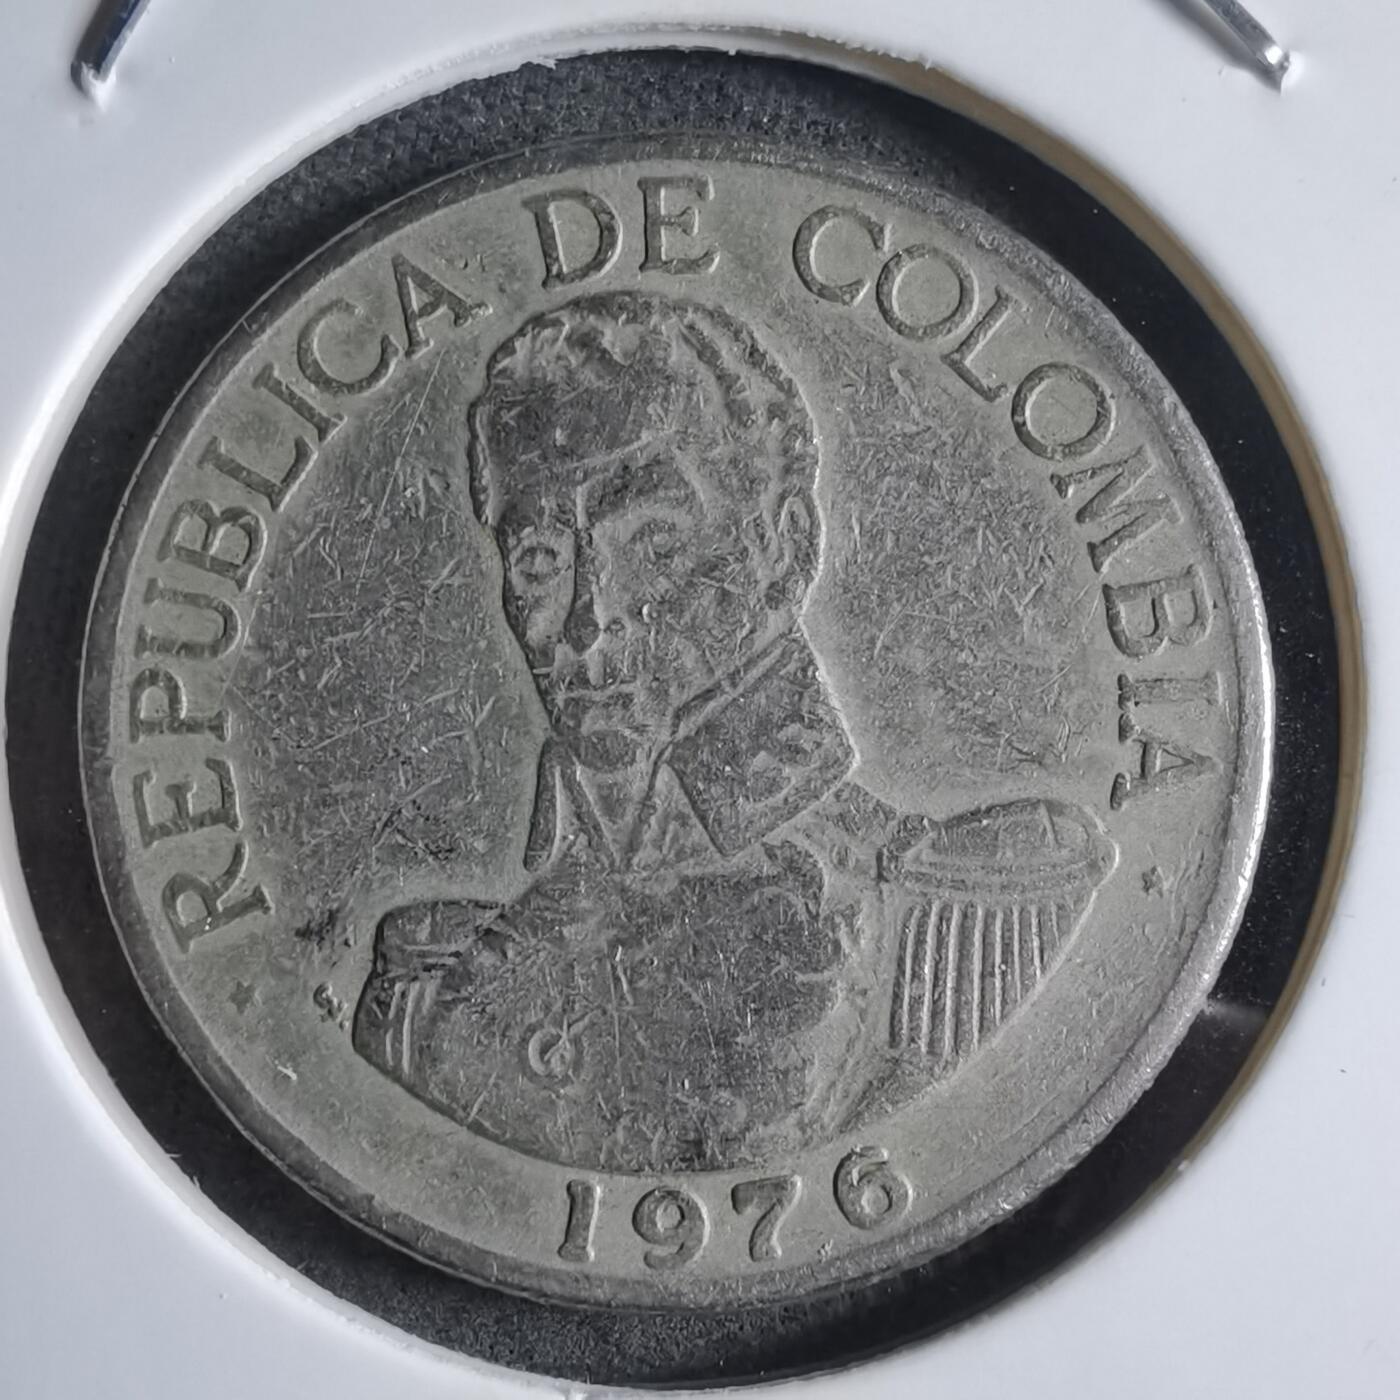 REPUBLICA DE COLOMBIA
1976